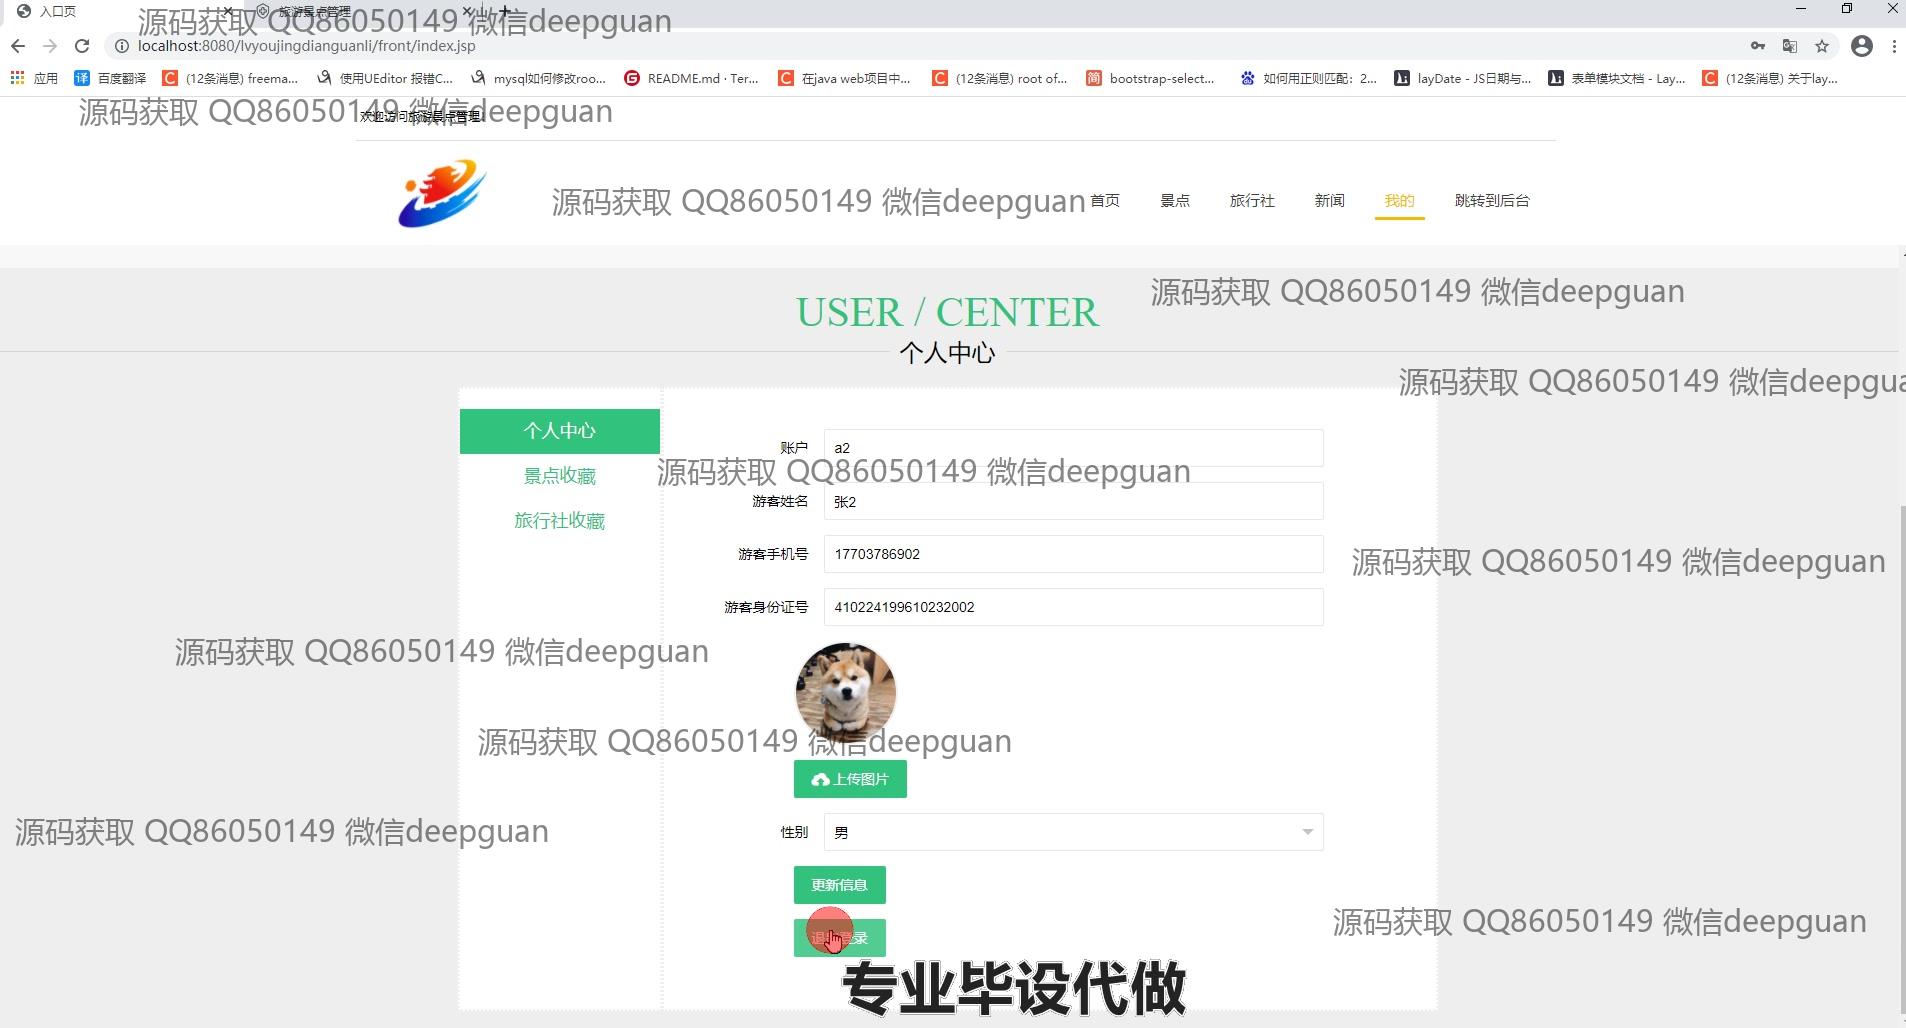 入口页
旅游景点管理
源码获取 QQ86050149 微信deepguan
localhost:8080/lvyoujingdianguanli/front/index.jsp
应用 百度翻译 (12条消息) freema... 使用UEditor 报错C... mysql如何修改roo... README.md · Ter... 在java web项目中... (12条消息) root of... bootstrap-select... 如何用正则匹配：2... layDate - JS日期与... 表单模块文档 - Lay... (12条消息) 关于lay...
源码获取 QQ86050149 微信deepguan
欢迎访问旅游景点管理
源码获取 QQ86050149 微信deepguan
首页 景点 旅行社 新闻 我的 跳转到后台
源码获取 QQ86050149 微信deepguan
USER / CENTER
个人中心
源码获取 QQ86050149 微信deepgua
个人中心
景点收藏
旅行社收藏
账户 a2
源码获取 QQ86050149 微信deepguan
游客姓名 张2
游客手机号 17703786902
源码获取 QQ86050149 微信deepguan
游客身份证号 410224199610232002
源码获取 QQ86050149 微信deepguan
源码获取 QQ86050149 微信deepguan
上传图片
源码获取 QQ86050149 微信deepguan
性别 男
更新信息
源码获取 QQ86050149 微信deepguan
退出登录
专业毕设代做